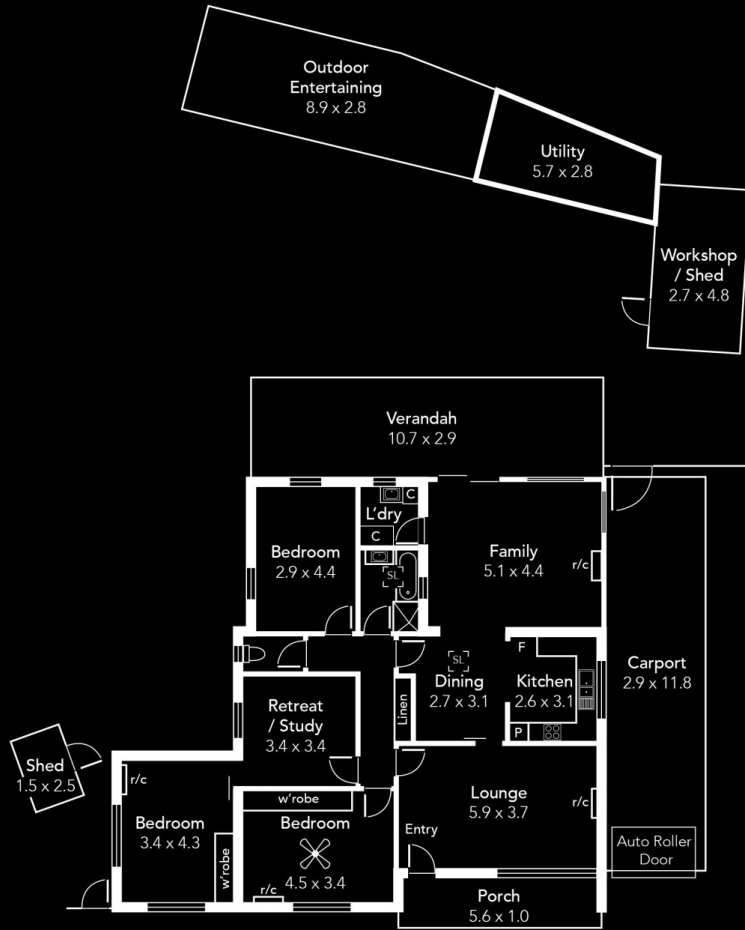 Outdoor
Entertaining
8.9 x 2.8
Utility
5.7 x 2.8
Workshop
/ Shed
2.7 x 4.8
Verandah
10.7 x 2.9
C
L'dry
C
Bedroom
2.9 x 4.4
SL
Family
5.1 x 4.4
r/c
F
SL
Dining
2.7 x 3.1
Kitchen
2.6 x 3.1
P
Carport
2.9 x 11.8
Linen
Retreat
/ Study
3.4 x 3.4
Shed
1.5 x 2.5
r/c
Bedroom
3.4 x 4.3
w'robe
w'robe
Bedroom
4.5 x 3.4
r/c
Lounge
5.9 x 3.7
r/c
Entry
Auto Roller
Door
Porch
5.6 x 1.0